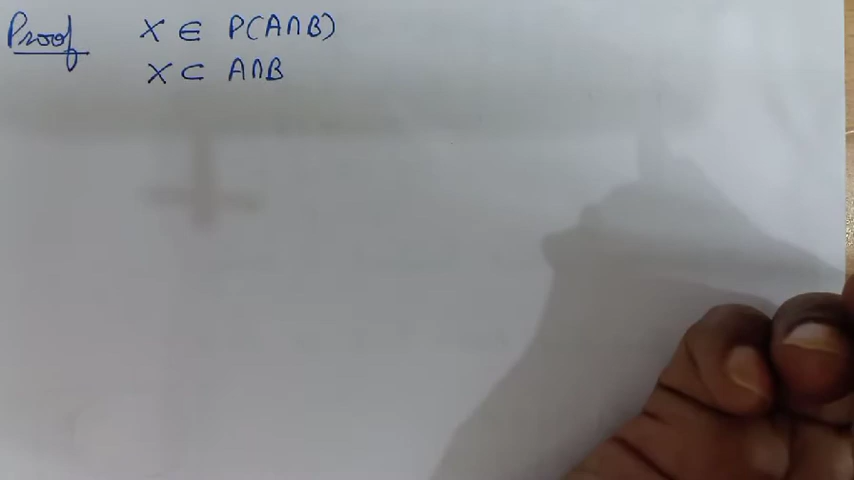 Proof X ∈ P(A∩B)
X ⊂ A∩B